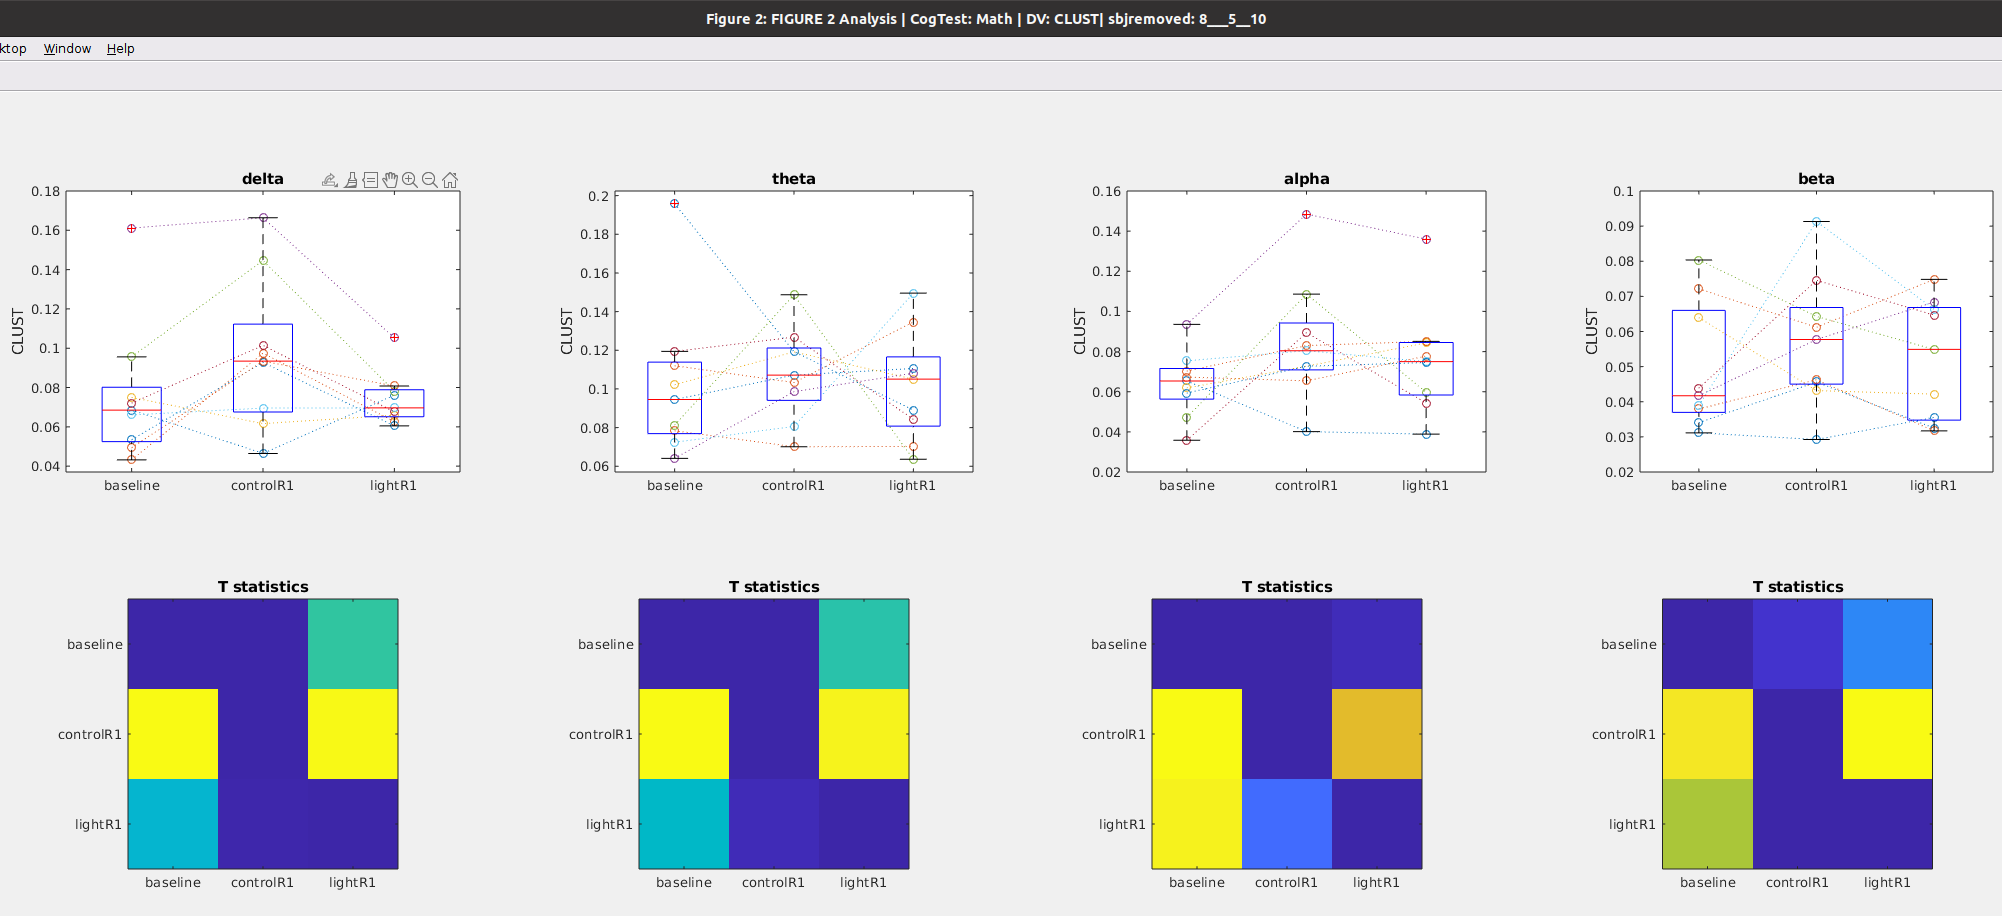 Figure 2: FIGURE 2 Analysis | CogTest: Math | DV: CLUST| sbjremoved: 8___5__10
ktop Window Help
delta
0.18
0.16
0.14
0.12
0.1
0.08
0.06
0.04
CLUST
baseline controlR1 lightR1
theta
0.2
0.18
0.16
0.14
0.12
0.1
0.08
0.06
CLUST
baseline controlR1 lightR1
alpha
0.16
0.14
0.12
0.1
0.08
0.06
0.04
0.02
CLUST
baseline controlR1 lightR1
beta
0.1
0.09
0.08
0.07
0.06
0.05
0.04
0.03
0.02
CLUST
baseline controlR1 lightR1
T statistics
baseline
controlR1
lightR1
baseline controlR1 lightR1
T statistics
baseline
controlR1
lightR1
baseline controlR1 lightR1
T statistics
baseline
controlR1
lightR1
baseline controlR1 lightR1
T statistics
baseline
controlR1
lightR1
baseline controlR1 lightR1